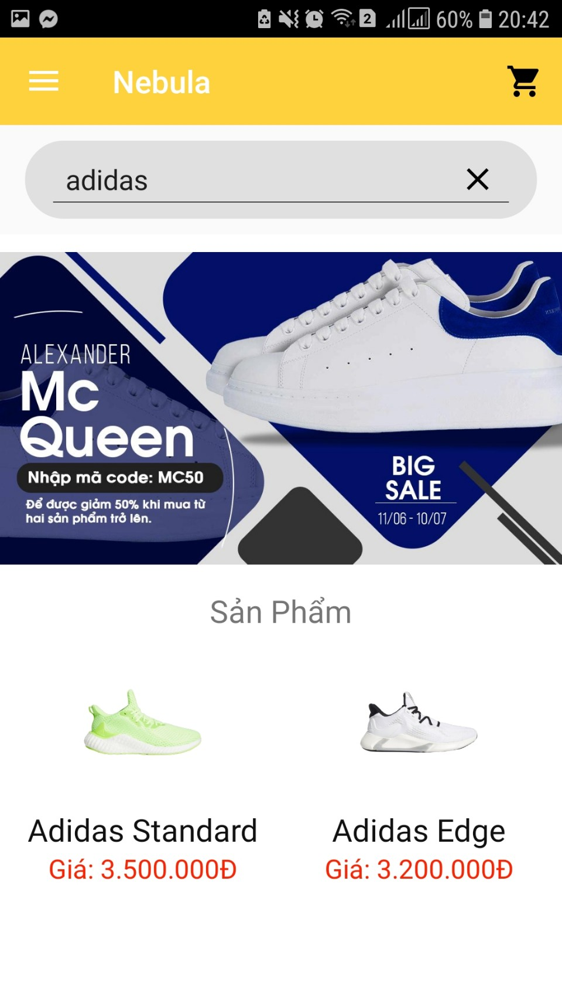 2 60% 20:42
Nebula
adidas
ALEXANDER
Mc
Queen
Nhập mã code: MC50
Để được giảm 50% khi mua từ
hai sản phẩm trở lên.
BIG
SALE
11/06 - 10/07
Sản Phẩm
Adidas Standard
Giá: 3.500.000Đ
Adidas Edge
Giá: 3.200.000Đ